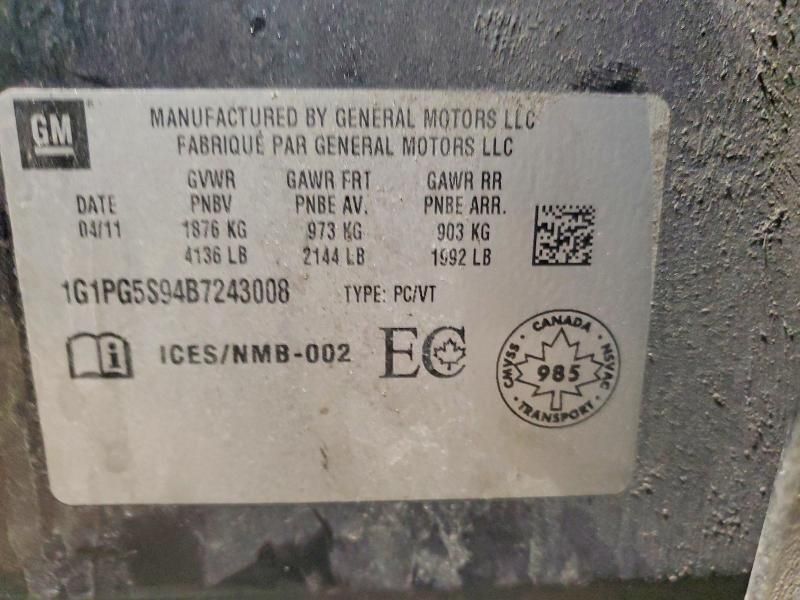 GM
MANUFACTURED BY GENERAL MOTORS LLC
FABRIQUÉ PAR GENERAL MOTORS LLC
GVWR GAWR FRT GAWR RR
DATE PNBV PNBE AV. PNBE ARR.
04/11 1876 KG 973 KG 903 KG
4136 LB 2144 LB 1992 LB
1G1PG5S94B7243008 TYPE: PC/VT
i ICES/NMB-002 EC
CANADA
CMVSS 985 NSVAC
TRANSPORT